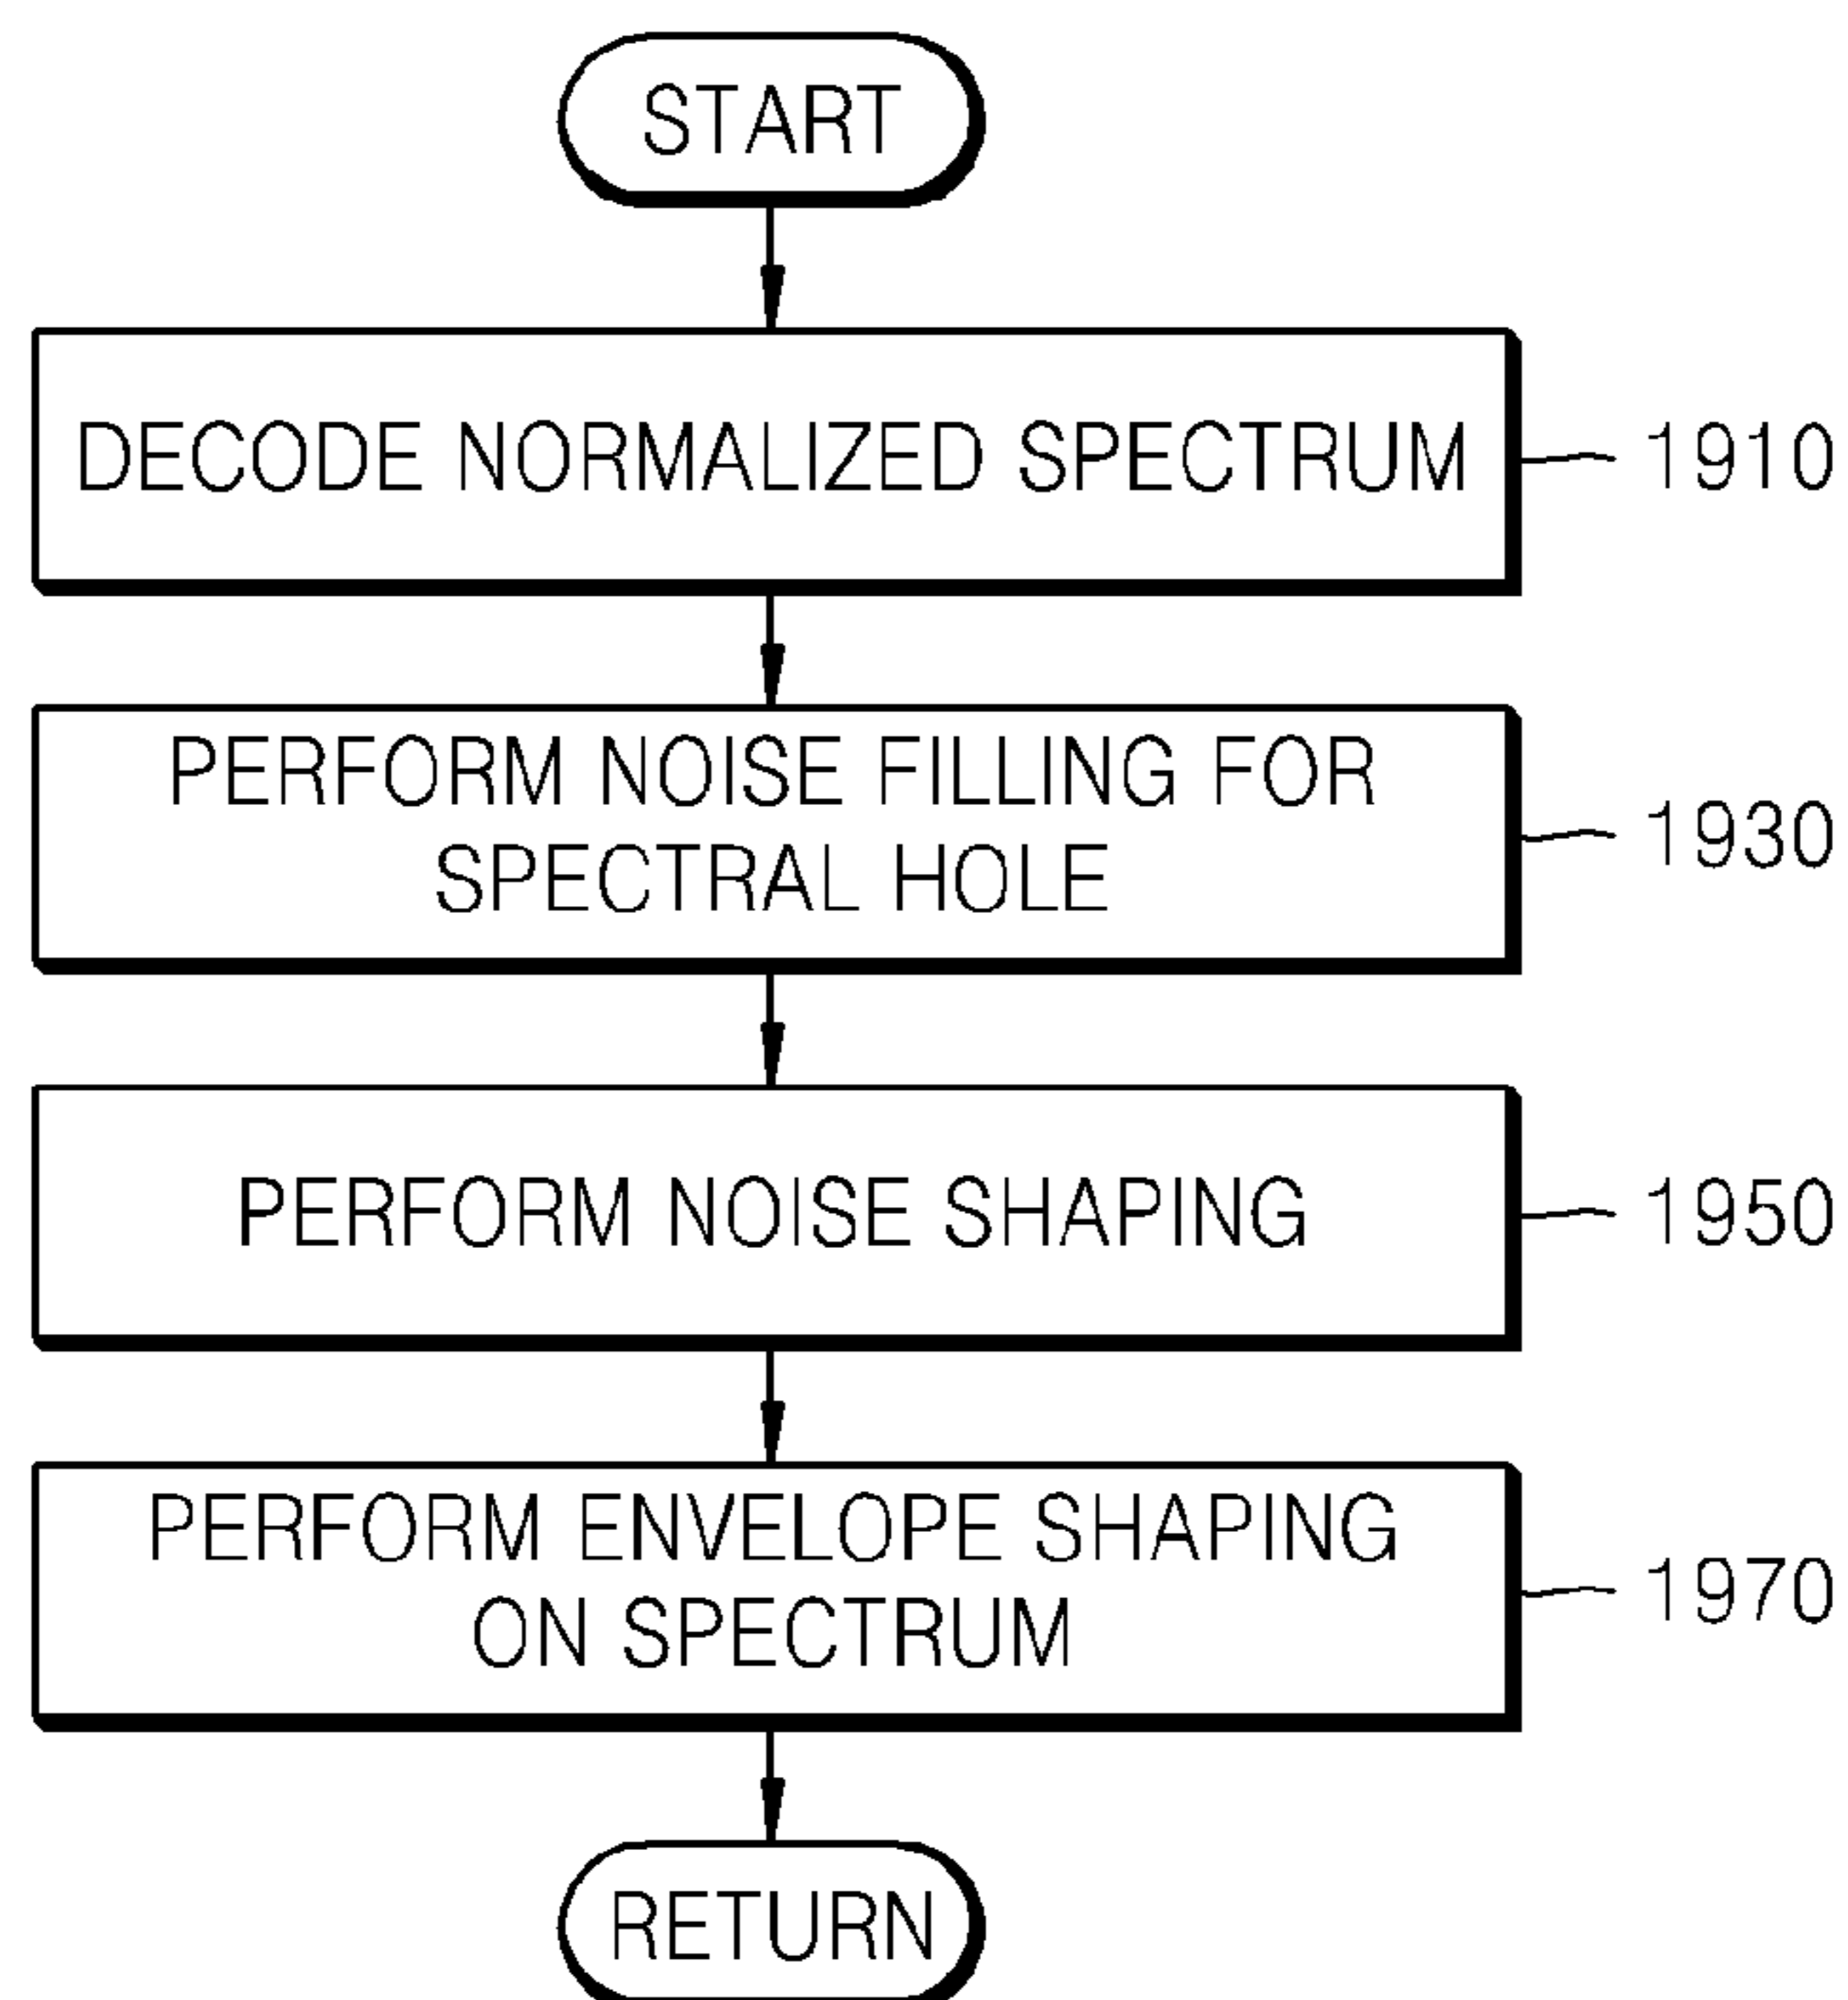 START
DECODE NORMALIZED SPECTRUM
1910
PERFORM NOISE FILLING FOR
SPECTRAL HOLE
1930
PERFORM NOISE SHAPING
1950
PERFORM ENVELOPE SHAPING
ON SPECTRUM
1970
RETURN